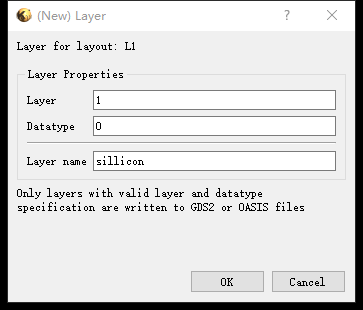 (New) Layer
Layer for layout: L1
Layer Properties
Layer 1
Datatype 0
Layer name sillicon
Only layers with valid layer and datatype
specification are written to GDS2 or OASIS files
OK Cancel